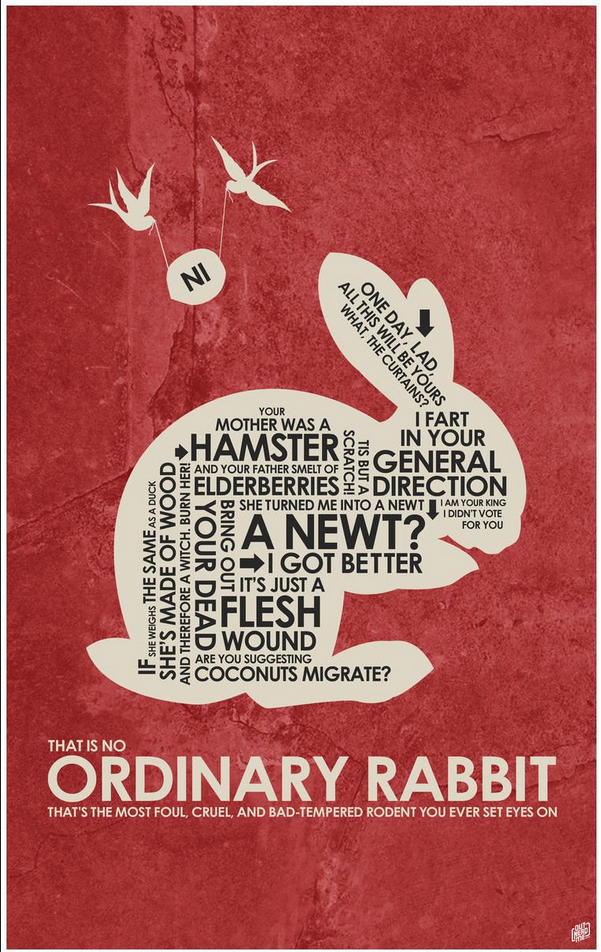 NI
ONE DAY, LAD
ALL THIS WILL BE YOURS
WHAT, THE CURTAINS?
I FART
IN YOUR
GENERAL
DIRECTION
YOUR
MOTHER WAS A
HAMSTER
AND YOUR FATHER SMELT OF
ELDERBERRIES
TIS BUT A
SCRATCH!
I AM YOUR KING
I DIDN'T VOTE
FOR YOU
SHE TURNED ME INTO A NEWT
A NEWT?
I GOT BETTER
BRING OUT
YOUR DEAD
IT'S JUST A
FLESH
WOUND
ARE YOU SUGGESTING
COCONUTS MIGRATE?
IF SHE WEIGHS THE SAME AS A DUCK
SHE'S MADE OF WOOD
AND THEREFORE A WITCH. BURN HER!
THAT IS NO
ORDINARY RABBIT
THAT'S THE MOST FOUL, CRUEL, AND BAD-TEMPERED RODENT YOU EVER SET EYES ON
OUT
NERD
ME